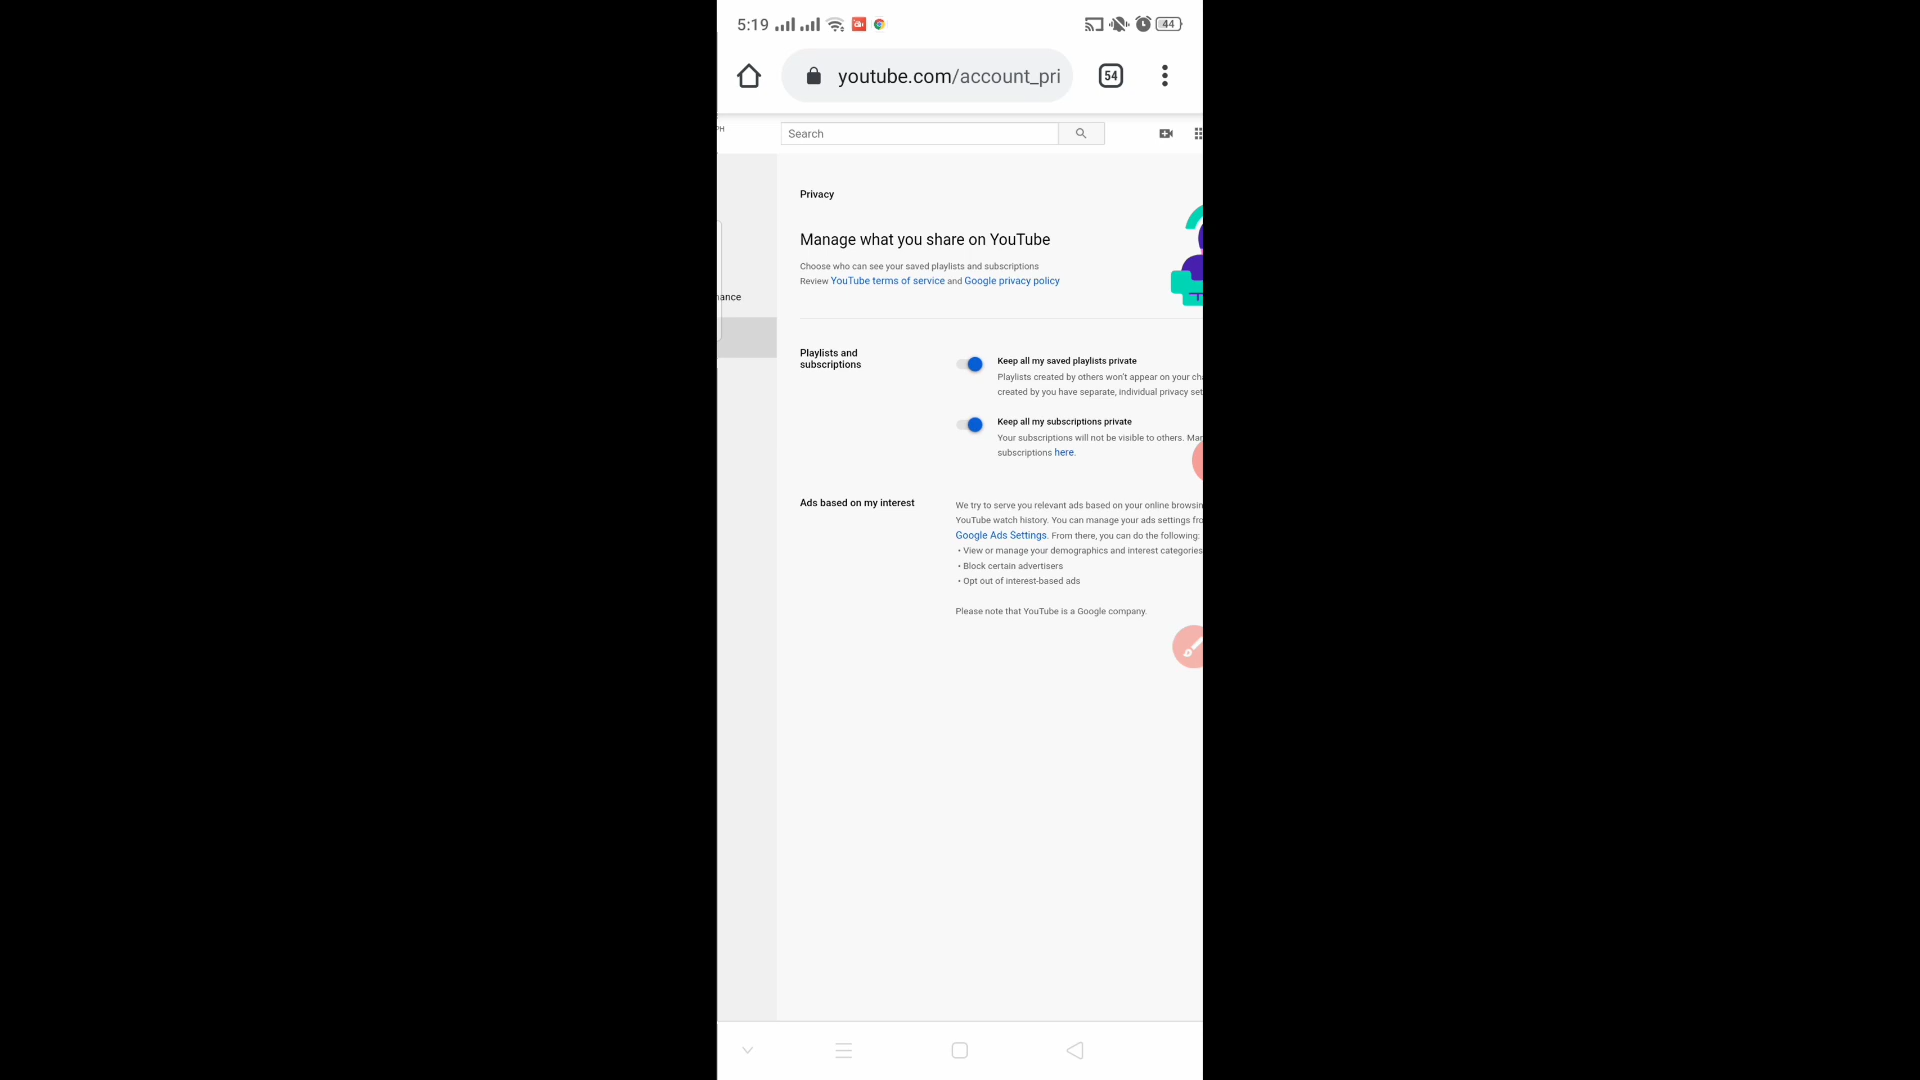 5:19
44
youtube.com/account_pri
54
PH
Search
Privacy
Manage what you share on YouTube
Choose who can see your saved playlists and subscriptions
Review YouTube terms of service and Google privacy policy
Playlists and
subscriptions
Keep all my saved playlists private
Playlists created by others won't appear on your cha
created by you have separate, individual privacy set
Keep all my subscriptions private
Your subscriptions will not be visible to others. Man
subscriptions here.
Ads based on my interest
We try to serve you relevant ads based on your online browsin
YouTube watch history. You can manage your ads settings fro
Google Ads Settings. From there, you can do the following:
• View or manage your demographics and interest categories
• Block certain advertisers
• Opt out of interest-based ads
Please note that YouTube is a Google company.